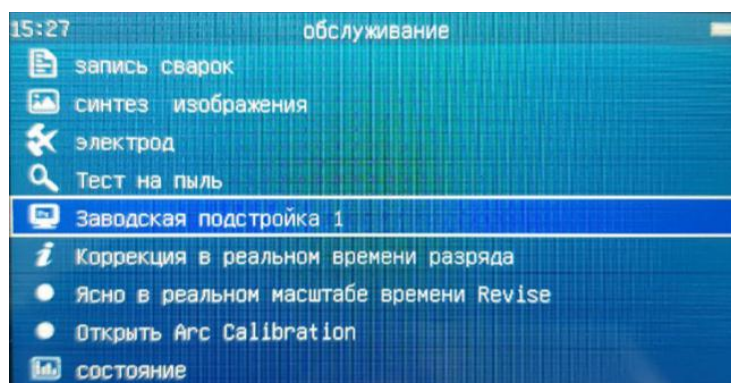 15:27 обслуживание
запись сварок
синтез изображения
электрод
Тест на пыль
Заводская подстройка 1
Коррекция в реальном времени разряда
Ясно в реальном масштабе времени Revise
Открыть Arc Calibration
состояние